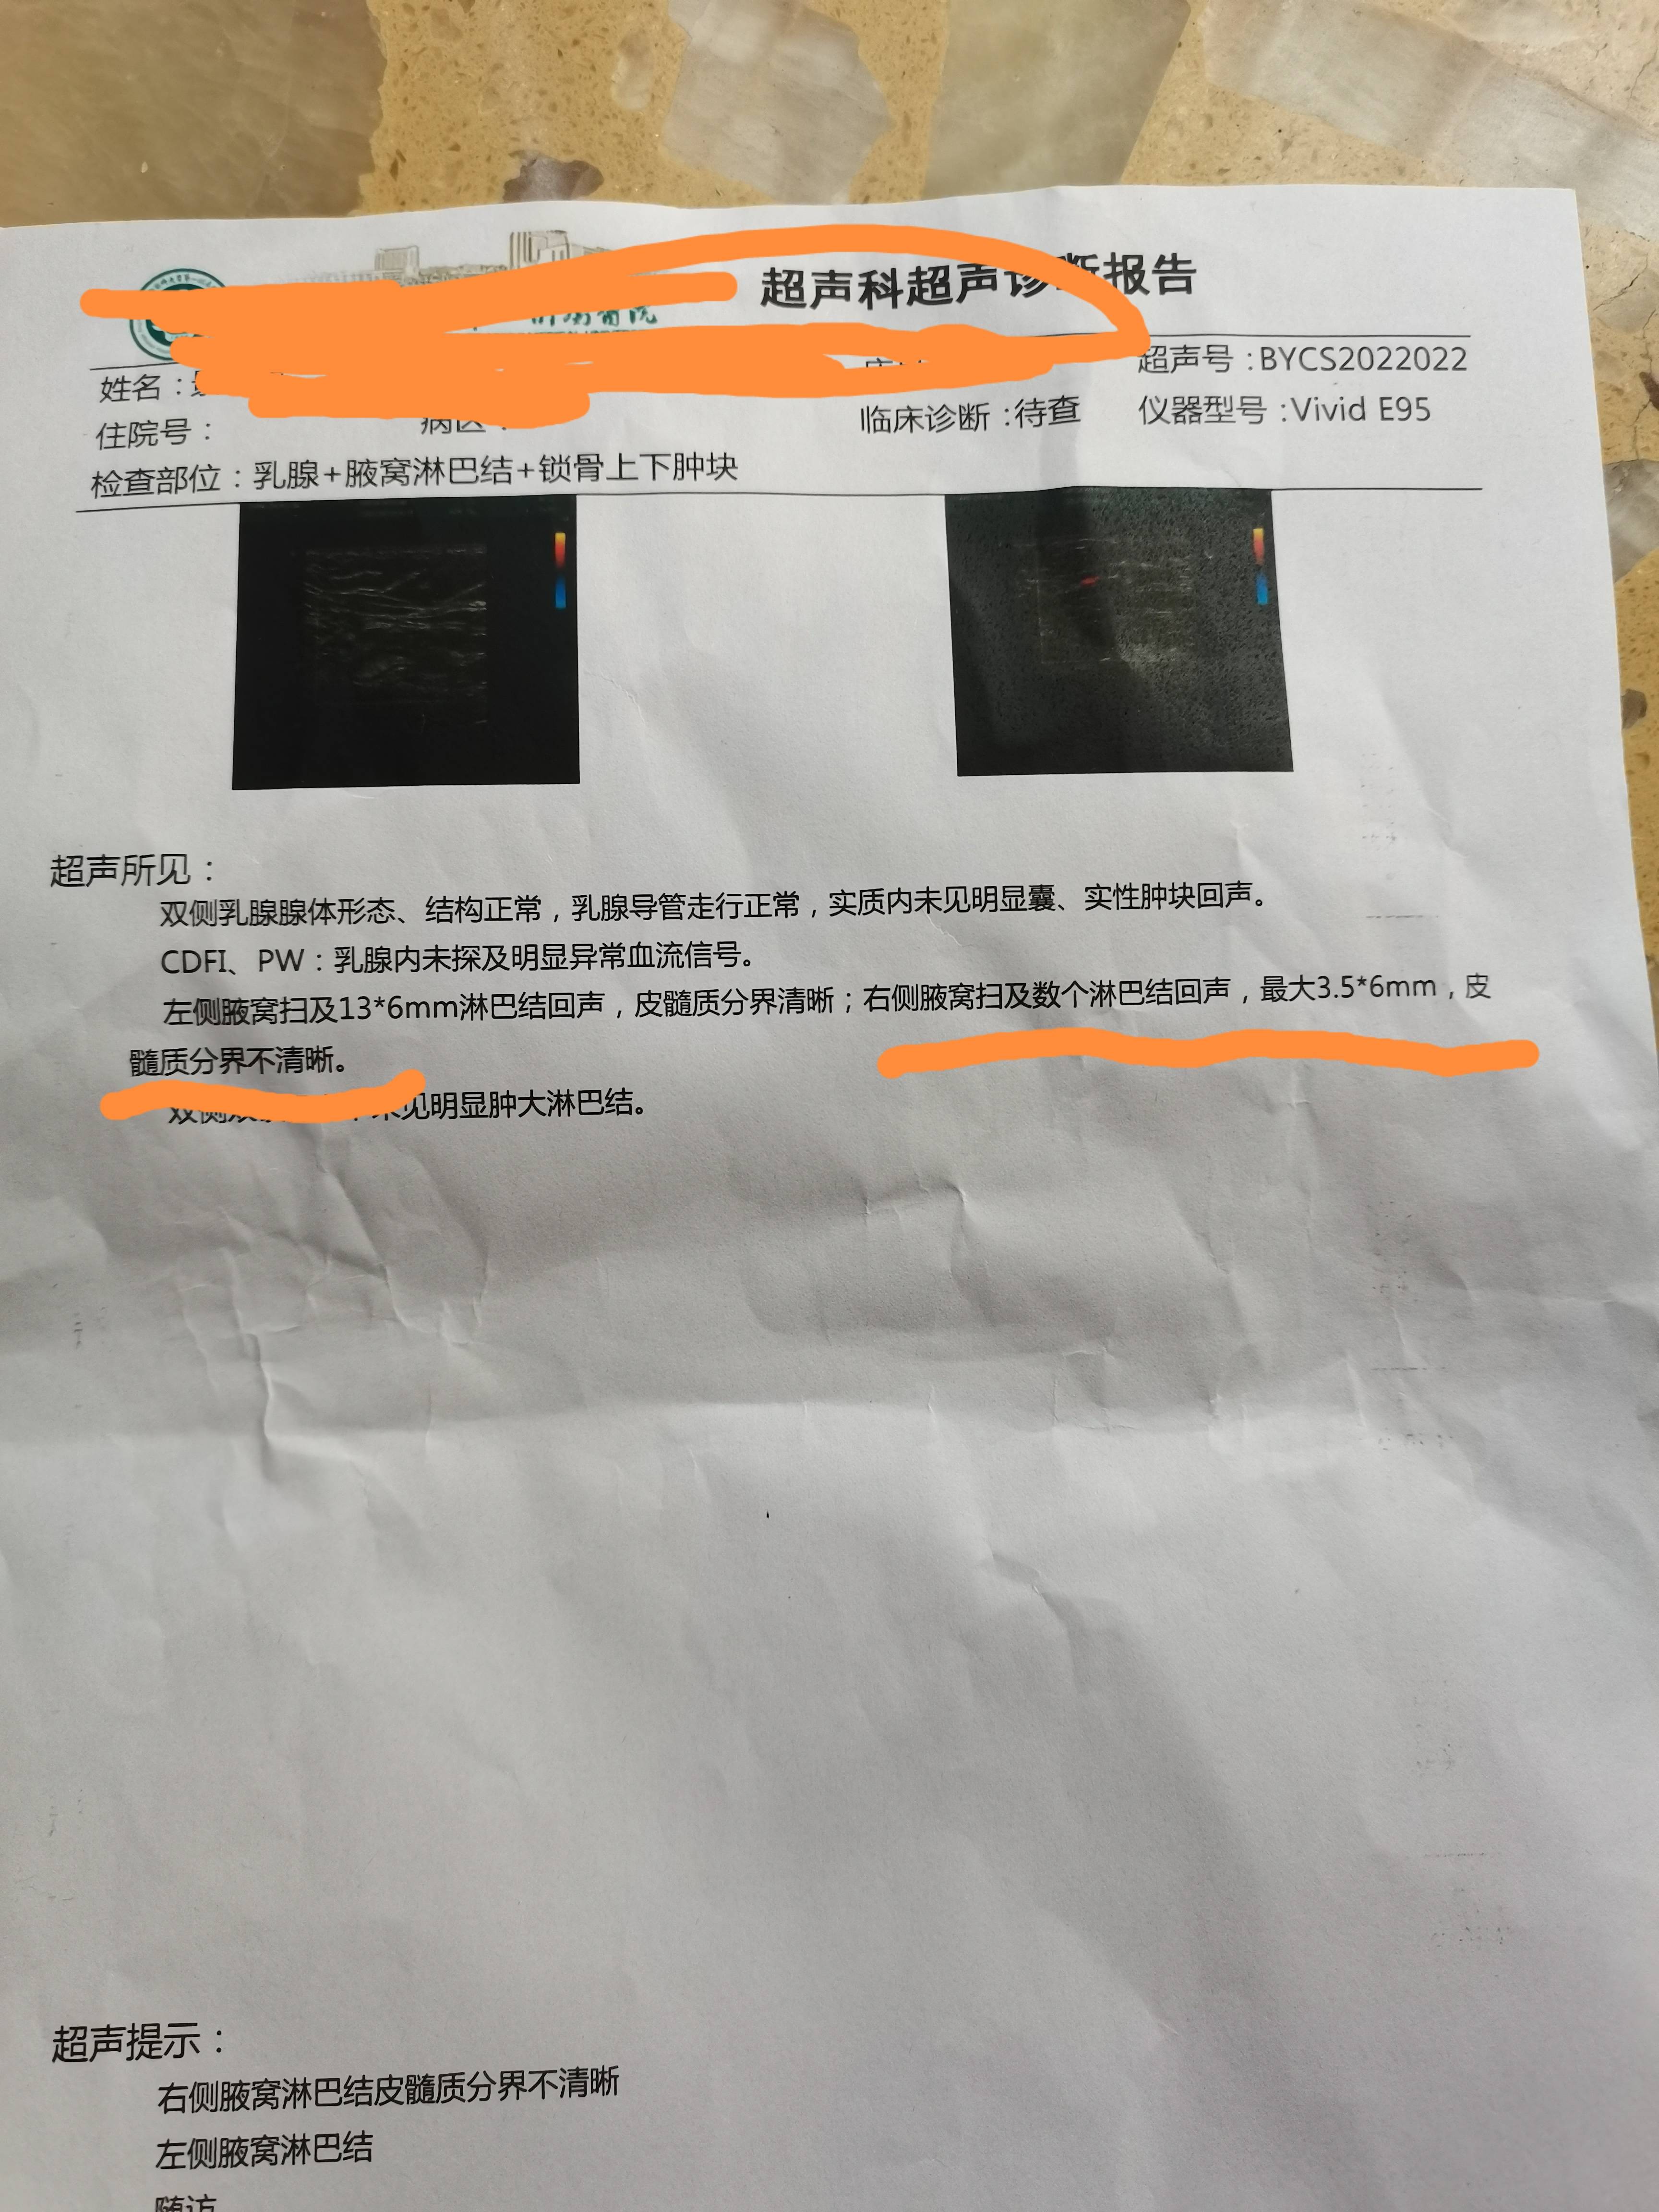 超声科超声诊断报告
超声号：BYCS2022022
姓名：
临床诊断：待查
仪器型号：Vivid E95
住院号：
检查部位：乳腺+腋窝淋巴结+锁骨上下肿块
超声所见：
双侧乳腺腺体形态、结构正常，乳腺导管走行正常，实质内未见明显囊、实性肿块回声。
CDFI、PW：乳腺内未探及明显异常血流信号。
左侧腋窝扫及13*6mm淋巴结回声，皮髓质分界清晰；右侧腋窝扫及数个淋巴结回声，最大3.5*6mm，皮
髓质分界不清晰。
双侧 未见明显肿大淋巴结。
超声提示：
右侧腋窝淋巴结皮髓质分界不清晰
左侧腋窝淋巴结
随访